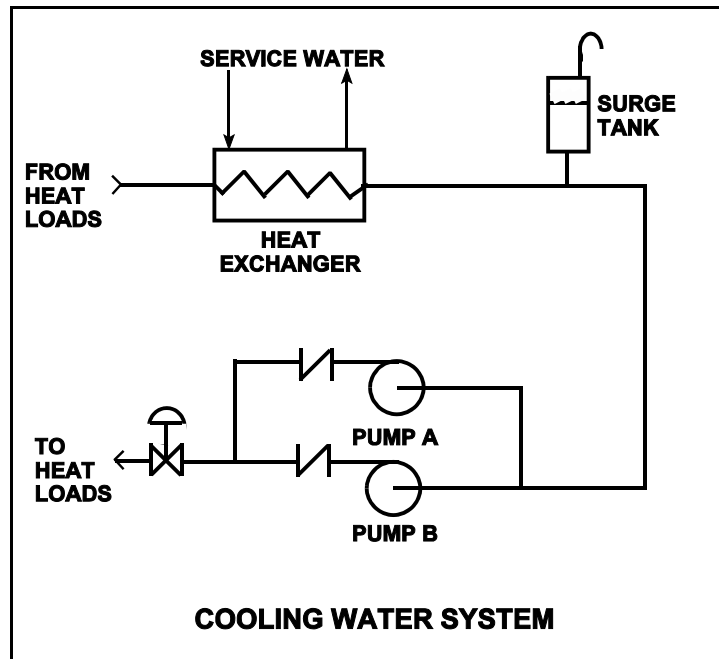 SERVICE WATER
SURGE
TANK
FROM
HEAT
LOADS
HEAT
EXCHANGER
PUMP A
TO
HEAT
LOADS
PUMP B
COOLING WATER SYSTEM